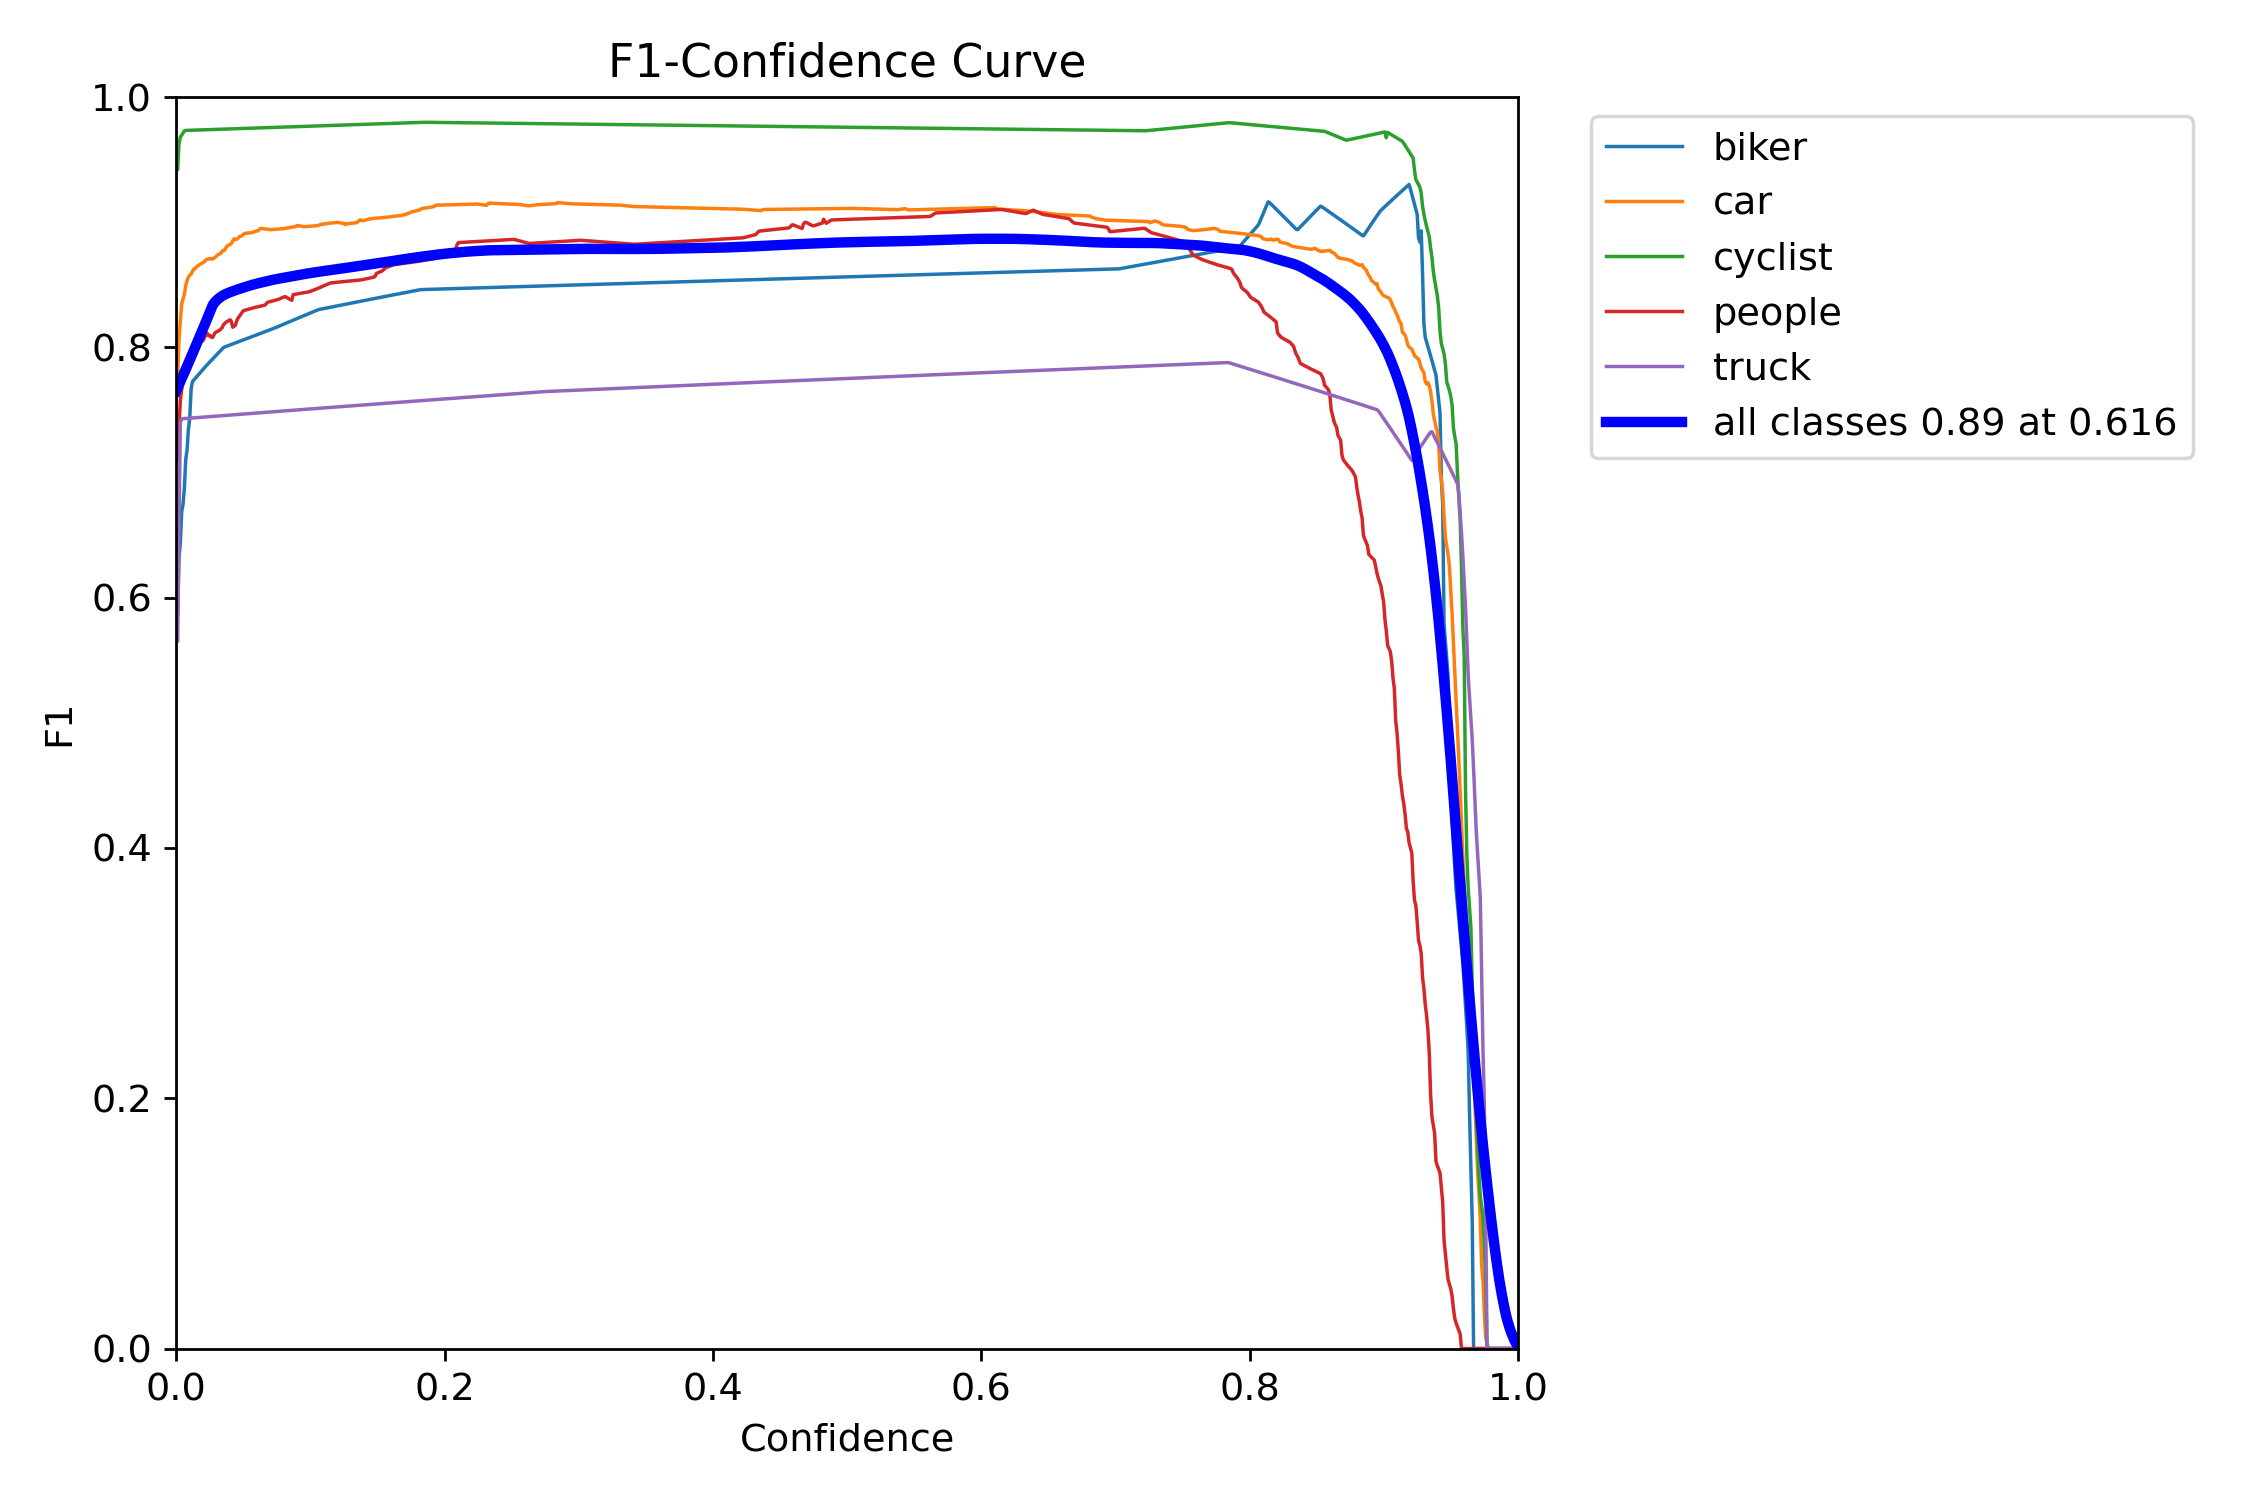 F1-Confidence Curve
1.0
0.8
0.6
0.4
0.2
0.0
F1
0.0 0.2 0.4 0.6 0.8 1.0
Confidence
biker
car
cyclist
people
truck
all classes 0.89 at 0.616